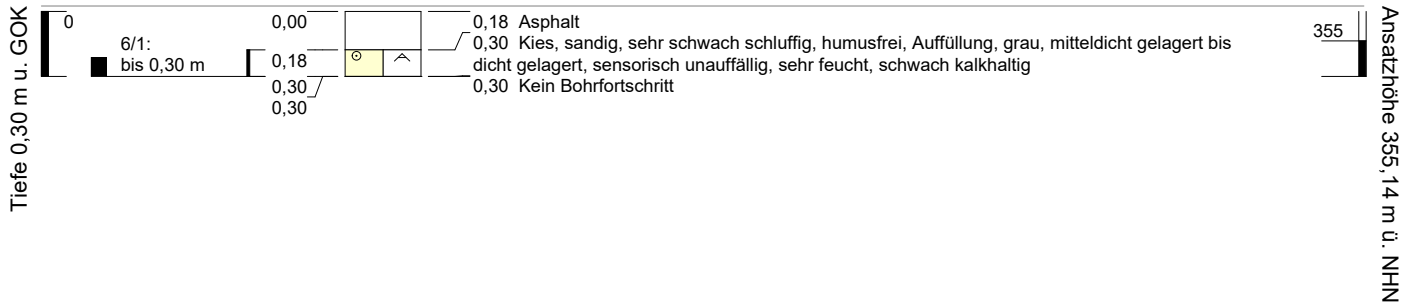 Tiefe 0,30 m u. GOK
0
6/1:
bis 0,30 m
0,00
0,18
0,30
0,30
0,18 Asphalt
0,30 Kies, sandig, sehr schwach schluffig, humusfrei, Auffüllung, grau, mitteldicht gelagert bis
dicht gelagert, sensorisch unauffällig, sehr feucht, schwach kalkhaltig
0,30 Kein Bohrfortschritt
355
Ansatzhöhe 355,14 m ü. NHN